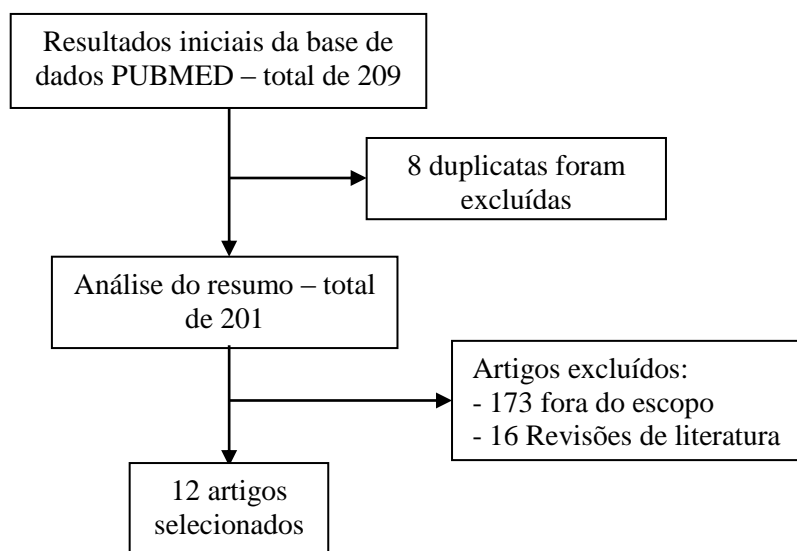 Resultados iniciais da base de
dados PUBMED – total de 209
8 duplicatas foram
excluídas
Análise do resumo – total
de 201
Artigos excluídos:
- 173 fora do escopo
- 16 Revisões de literatura
12 artigos
selecionados